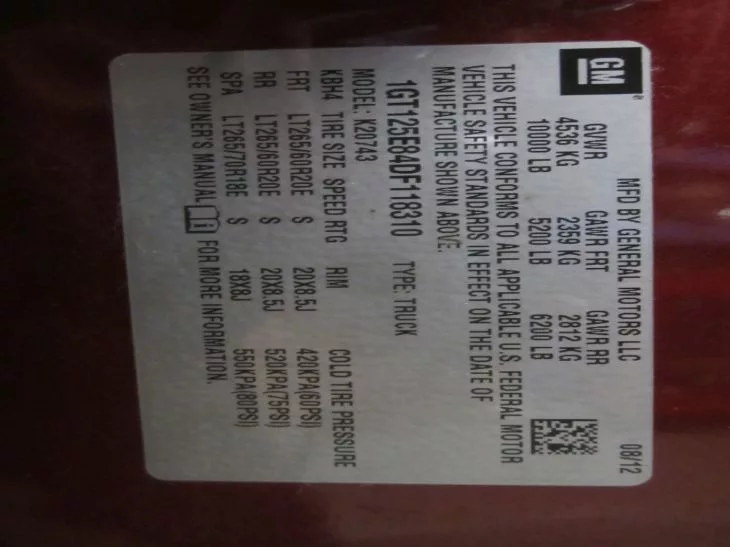 GM
MFD BY GENERAL MOTORS LLC 08/12
GVWR GAWR FRT GAWR RR
4536 KG 2359 KG 2812 KG
10000 LB 5200 LB 6200 LB
THIS VEHICLE CONFORMS TO ALL APPLICABLE U.S. FEDERAL MOTOR
VEHICLE SAFETY STANDARDS IN EFFECT ON THE DATE OF
MANUFACTURE SHOWN ABOVE.
1GT125E84DF118310 TYPE: TRUCK
MODEL: K20743
KBH4 TIRE SIZE SPEED RTG RIM COLD TIRE PRESSURE
FRT LT265/60R20E S 20X8.5J 420KPA(60PSI)
RR LT265/60R20E S 20X8.5J 520KPA(75PSI)
SPA LT265/70R18E S 18X8J 550KPA(80PSI)
SEE OWNER'S MANUAL FOR MORE INFORMATION.